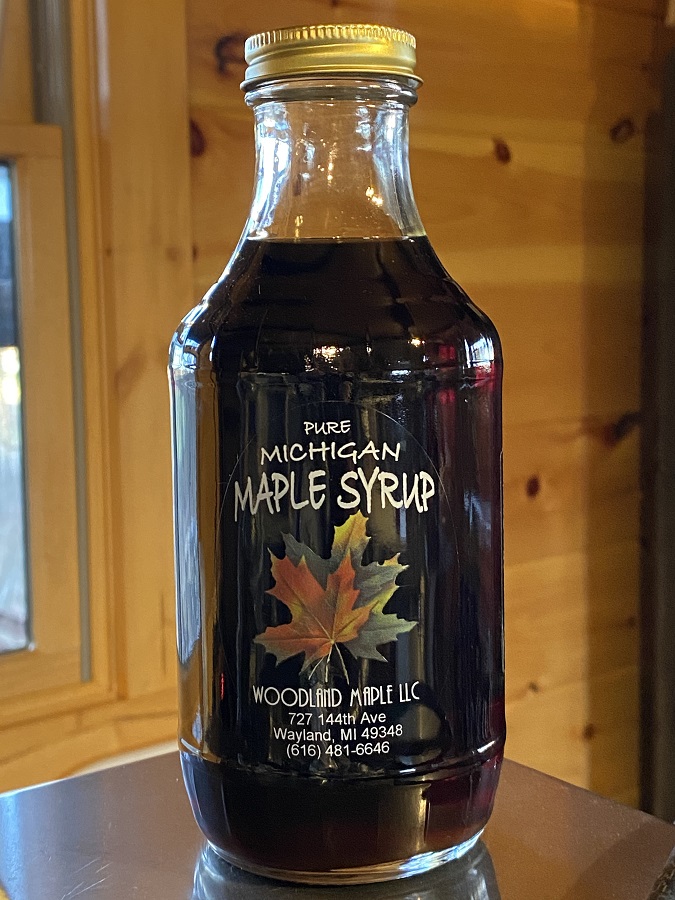 PURE
MICHIGAN
MAPLE SYRUP
WOODLAND MAPLE LLC
727 144th Ave
Wayland, MI 49348
(616) 481-6646